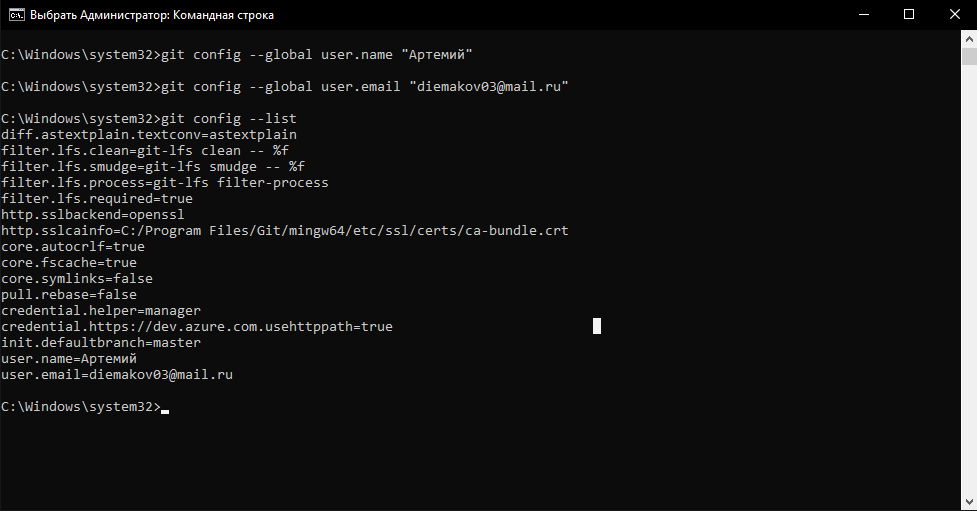 Выбрать Администратор: Командная строка
C:\Windows\system32>git config --global user.name "Артемий"
C:\Windows\system32>git config --global user.email "diemakov03@mail.ru"
C:\Windows\system32>git config --list
diff.astextplain.textconv=astextplain
filter.lfs.clean=git-lfs clean -- %f
filter.lfs.smudge=git-lfs smudge -- %f
filter.lfs.process=git-lfs filter-process
filter.lfs.required=true
http.sslbackend=openssl
http.sslcainfo=C:/Program Files/Git/mingw64/etc/ssl/certs/ca-bundle.crt
core.autocrlf=true
core.fscache=true
core.symlinks=false
pull.rebase=false
credential.helper=manager
credential.https://dev.azure.com.usehttppath=true
init.defaultbranch=master
user.name=Артемий
user.email=diemakov03@mail.ru
C:\Windows\system32>